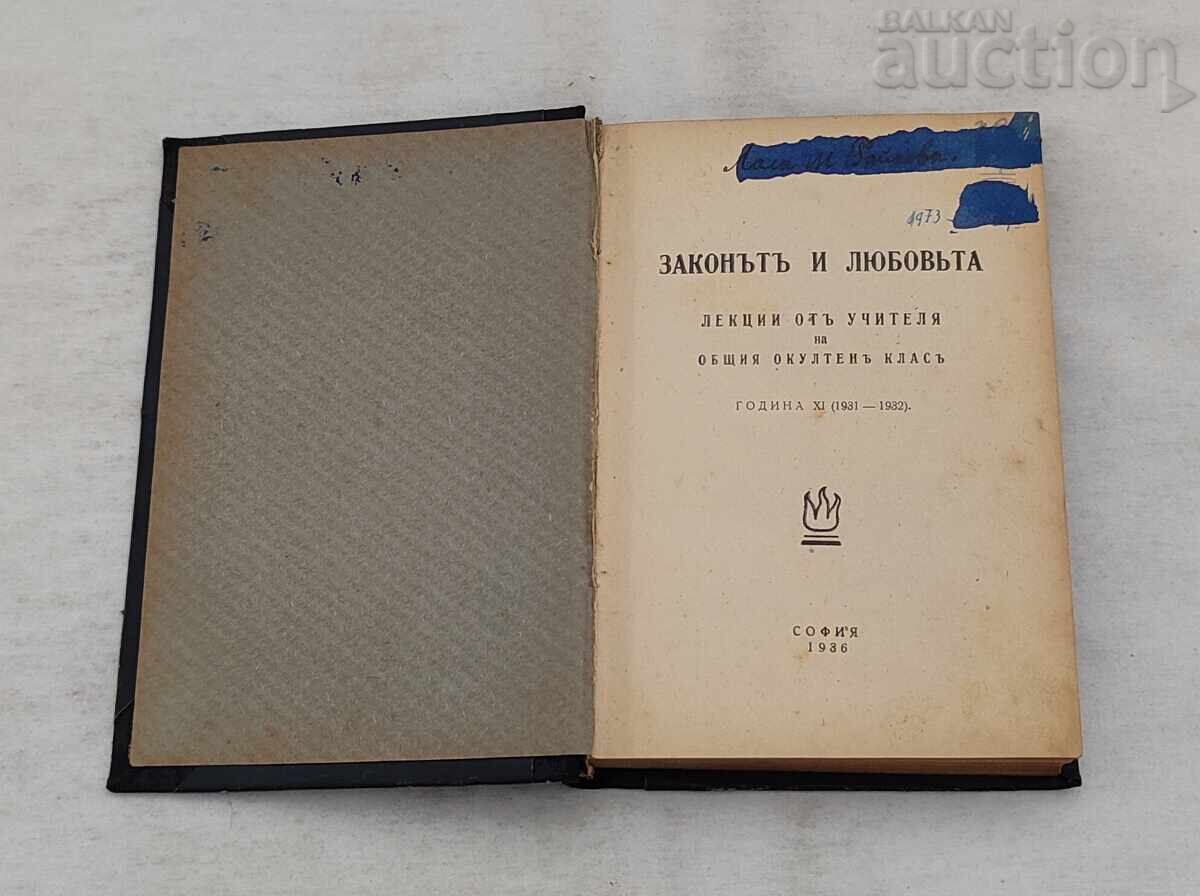 BALKAN
auction
1973
ЗАКОНЪТЪ И ЛЮБОВЬТА
ЛЕКЦИИ ОТЪ УЧИТЕЛЯ
на
ОБЩИЯ ОКУЛТЕНЪ КЛАСЪ
ГОДИНА XI (1931 — 1932).
СОФИЯ
1936